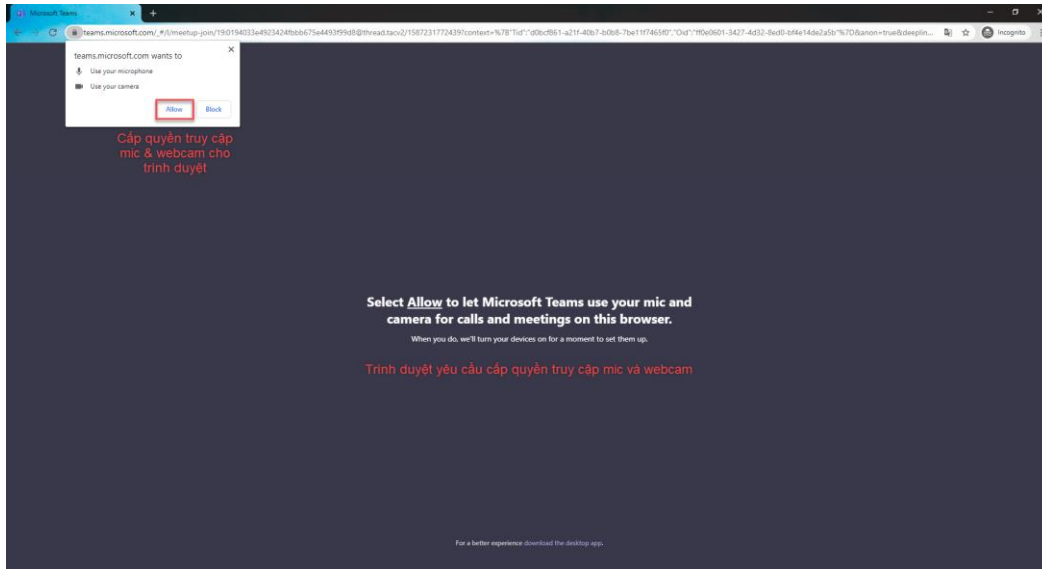 Microsoft Teams
teams.microsoft.com/_#/l/meetup-join/19:0194033e4923424fbbb675e4493f99d8@thread.tacv2/1587231772439?context=%7B"Tid":"d0bcf861-a21f-40b7-b0b8-7be11f7465f0","Oid":"ff0e0601-3427-4d32-8ed0-bf4e14de2a5b"%7D&anon=true&deeplin...
Incognito
teams.microsoft.com wants to
Use your microphone
Use your camera
Allow Block
Cấp quyền truy cập
mic & webcam cho
trình duyệt
Select Allow to let Microsoft Teams use your mic and
camera for calls and meetings on this browser.
When you do, we'll turn your devices on for a moment to set them up.
Trình duyệt yêu cầu cấp quyền truy cập mic và webcam
For a better experience download the desktop app.